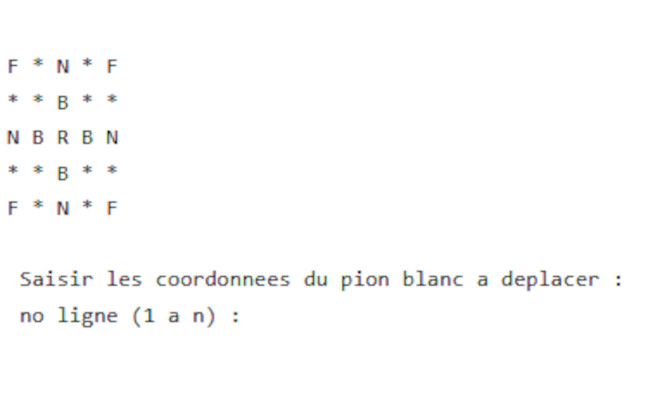 F * N * F
* * B * *
N B R B N
* * B * *
F * N * F
Saisir les coordonnees du pion blanc a deplacer :
no ligne (1 a n) :